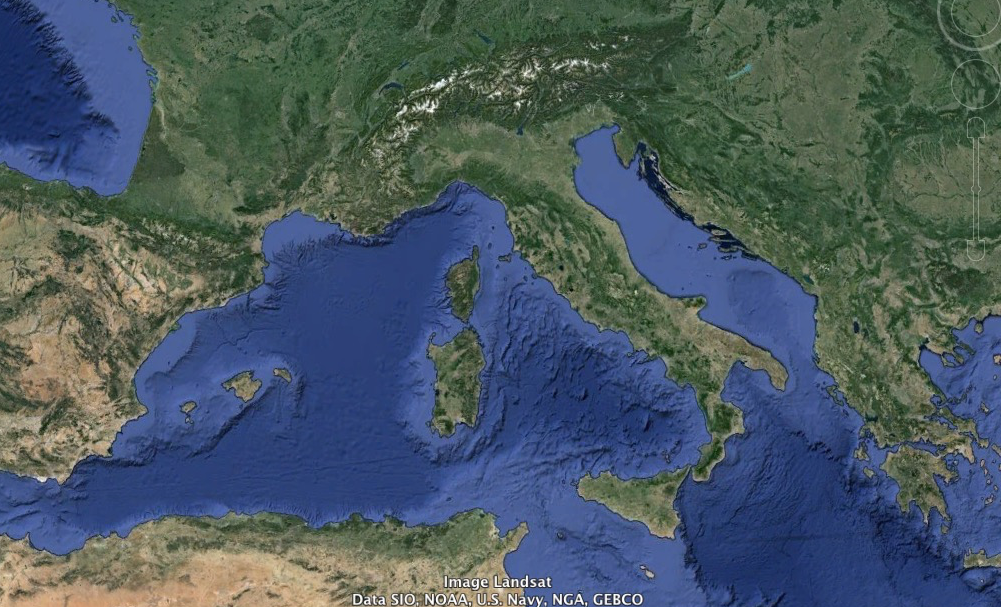 Image Landsat
Data SIO, NOAA, U.S. Navy, NGA, GEBCO